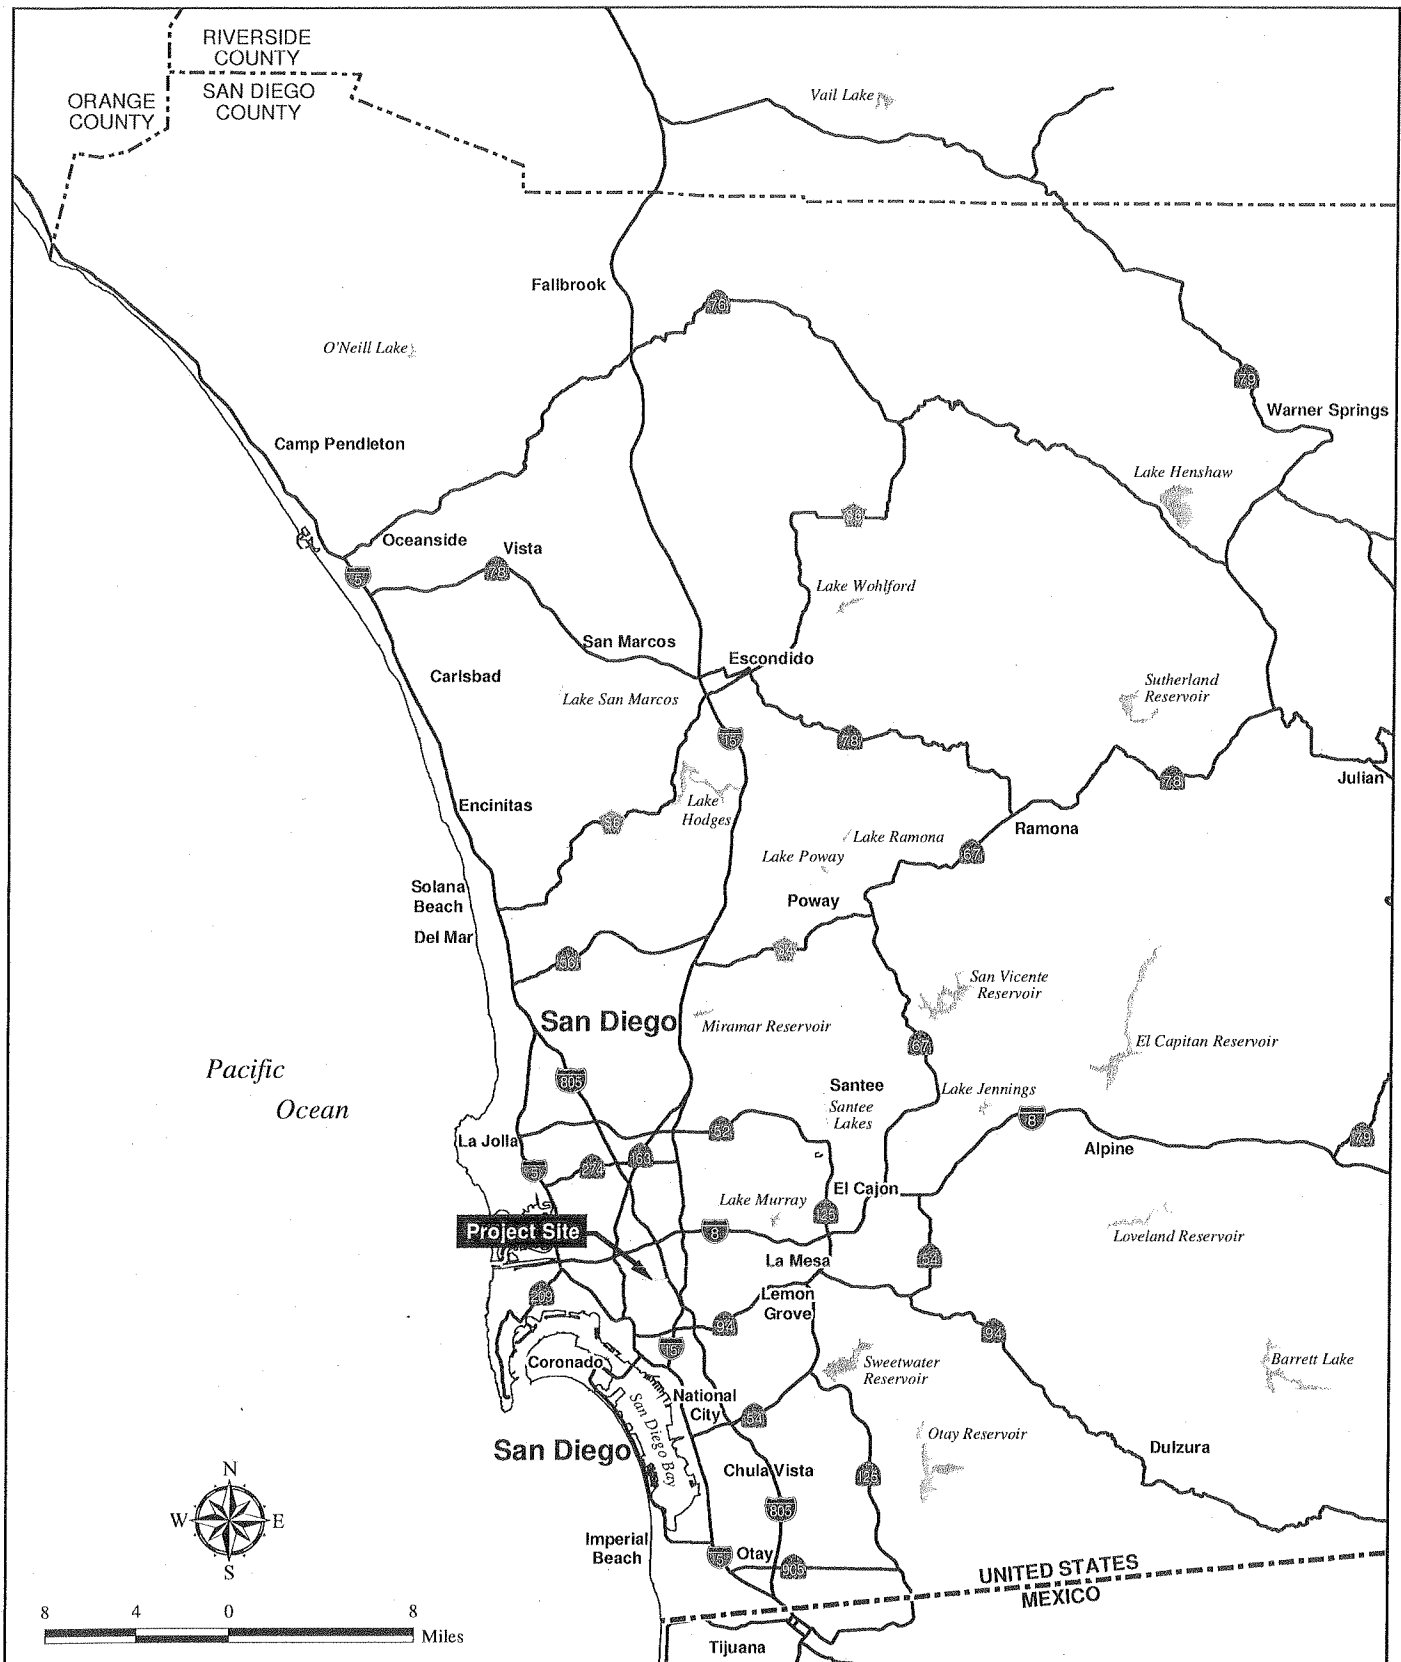 RIVERSIDE
COUNTY
SAN DIEGO
COUNTY
ORANGE
COUNTY
Vail Lake
Fallbrook
76
O'Neill Lake
79
Warner Springs
Camp Pendleton
Lake Henshaw
Oceanside
Vista
5
78
Lake Wohlford
San Marcos
Escondido
Carlsbad
Lake San Marcos
Sutherland
Reservoir
15
78
78
Julian
Encinitas
Lake
Hodges
Ramona
Lake Ramona
Lake Poway
67
Solana
Beach
Poway
Del Mar
56
San Vicente
Reservoir
San Diego
Miramar Reservoir
67
El Capitan Reservoir
Pacific
Ocean
805
Santee
Santee
Lakes
Lake Jennings
8
La Jolla
52
79
Alpine
5
274
163
El Cajon
Lake Murray
125
Project Site
8
Loveland Reservoir
La Mesa
54
209
Lemon
Grove
94
94
15
Coronado
Sweetwater
Reservoir
Barrett Lake
National
City
54
San Diego Bay
Otay Reservoir
San Diego
Dulzura
Chula Vista
125
805
N
W
E
S
Imperial
Beach
5
Otay
905
UNITED STATES
MEXICO
8
4
0
8
Miles
Tijuana